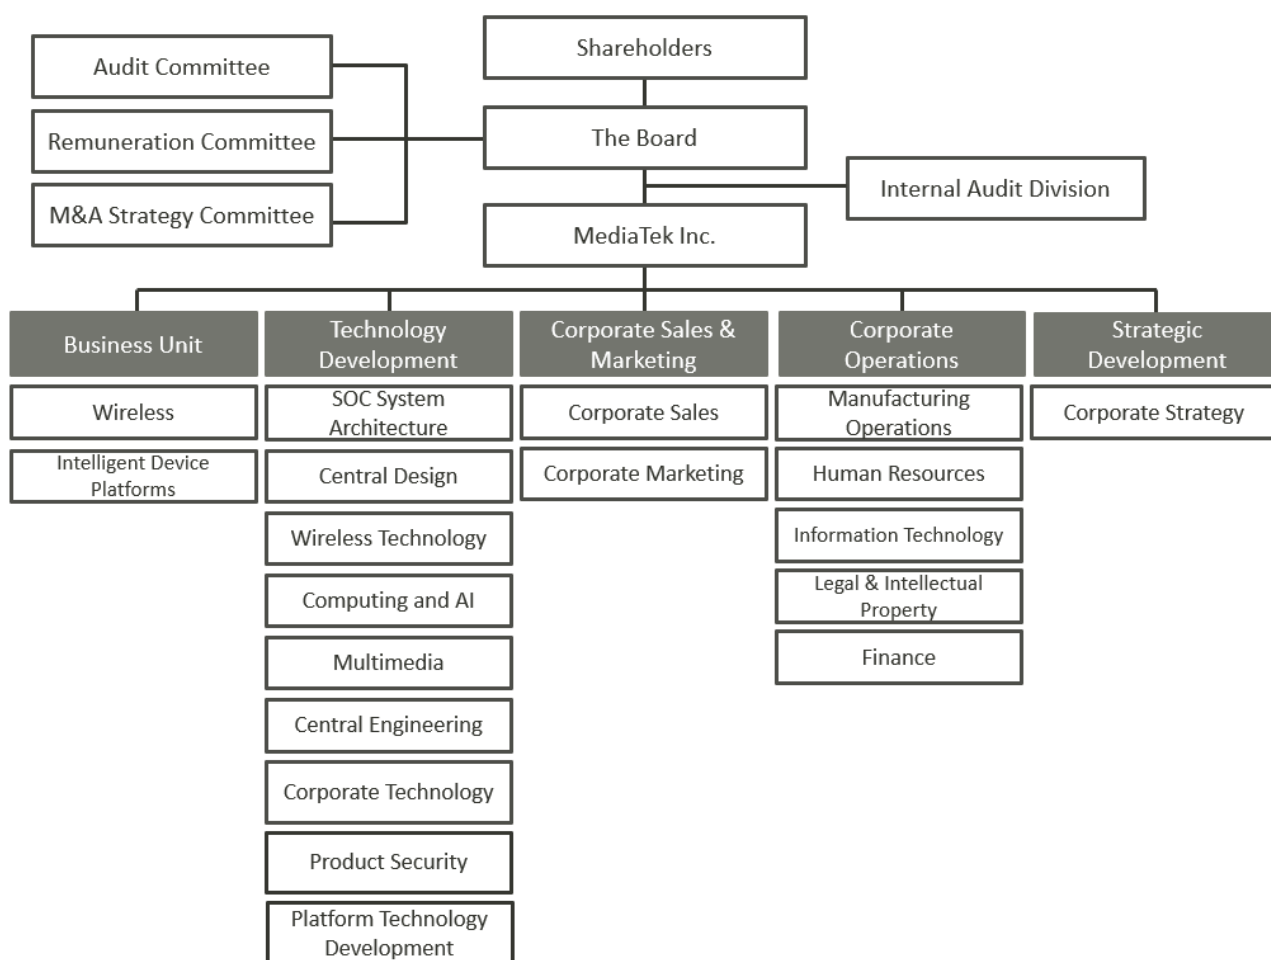 Shareholders
Audit Committee
The Board
Remuneration Committee
Internal Audit Division
M&A Strategy Committee
MediaTek Inc.
Business Unit
Wireless
Intelligent Device
Platforms
Technology
Development
SOC System
Architecture
Central Design
Wireless Technology
Computing and AI
Multimedia
Central Engineering
Corporate Technology
Product Security
Platform Technology
Development
Corporate Sales &
Marketing
Corporate Sales
Corporate Marketing
Corporate
Operations
Manufacturing
Operations
Human Resources
Information Technology
Legal & Intellectual
Property
Finance
Strategic
Development
Corporate Strategy